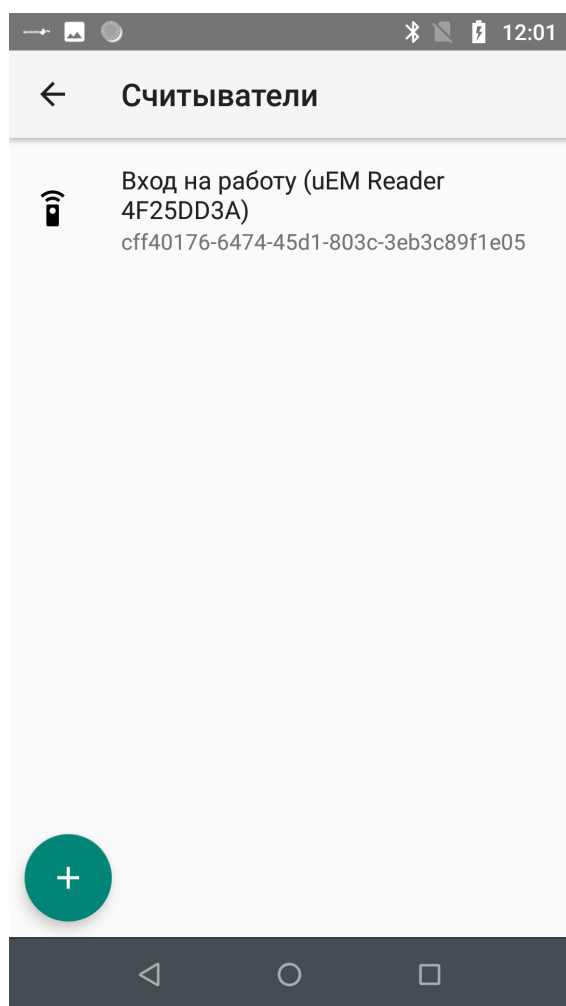 12:01
Считыватели
Вход на работу (uEM Reader
4F25DD3A)
cff40176-6474-45d1-803c-3eb3c89f1e05